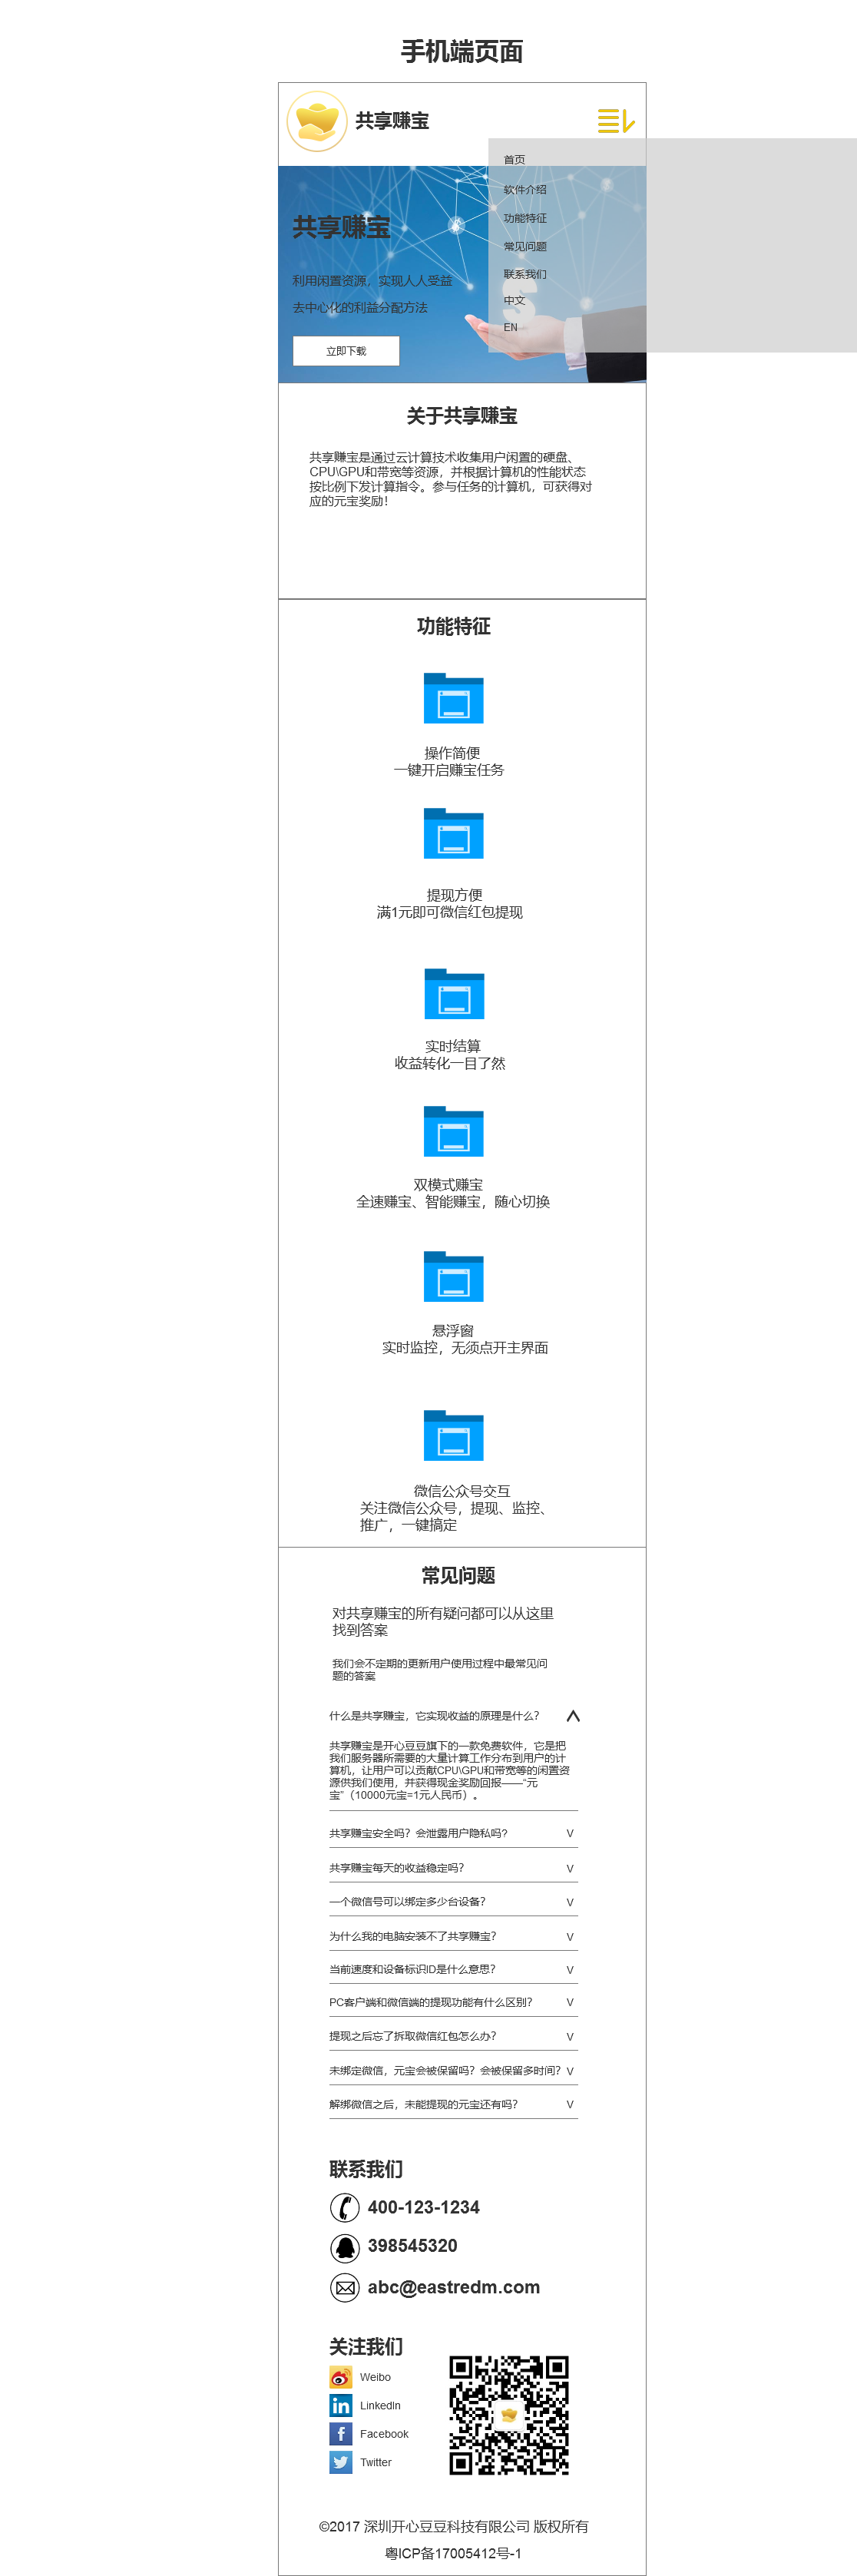 手机端页面
共享赚宝
首页
软件介绍
功能特征
常见问题
联系我们
中文
EN
共享赚宝
利用闲置资源，实现人人受益
去中心化的利益分配方法
立即下载
关于共享赚宝
共享赚宝是通过云计算技术收集用户闲置的硬盘、
CPU\GPU和带宽等资源，并根据计算机的性能状态
按比例下发计算指令。参与任务的计算机，可获得对
应的元宝奖励！
功能特征
操作简便
一键开启赚宝任务
提现方便
满1元即可微信红包提现
实时结算
收益转化一目了然
双模式赚宝
全速赚宝、智能赚宝，随心切换
悬浮窗
实时监控，无须点开主界面
微信公众号交互
关注微信公众号，提现、监控、
推广，一键搞定
常见问题
对共享赚宝的所有疑问都可以从这里
找到答案
我们会不定期的更新用户使用过程中最常见问
题的答案
什么是共享赚宝，它实现收益的原理是什么？
共享赚宝是开心豆豆旗下的一款免费软件，它是把
我们服务器所需要的大量计算工作分布到用户的计
算机，让用户可以贡献CPU\GPU和带宽等的闲置资
源供我们使用，并获得现金奖励回报——“元
宝”（10000元宝=1元人民币）。
共享赚宝安全吗？会泄露用户隐私吗? V
共享赚宝每天的收益稳定吗？ V
一个微信号可以绑定多少台设备？ V
为什么我的电脑安装不了共享赚宝？ V
当前速度和设备标识ID是什么意思？ V
PC客户端和微信端的提现功能有什么区别？ V
提现之后忘了拆取微信红包怎么办？ V
未绑定微信，元宝会被保留吗？会被保留多时间？ V
解绑微信之后，未能提现的元宝还有吗？ V
联系我们
400-123-1234
398545320
abc@eastredm.com
关注我们
Weibo
Linkedin
Facebook
Twitter
©2017 深圳开心豆豆科技有限公司 版权所有
粤ICP备17005412号-1